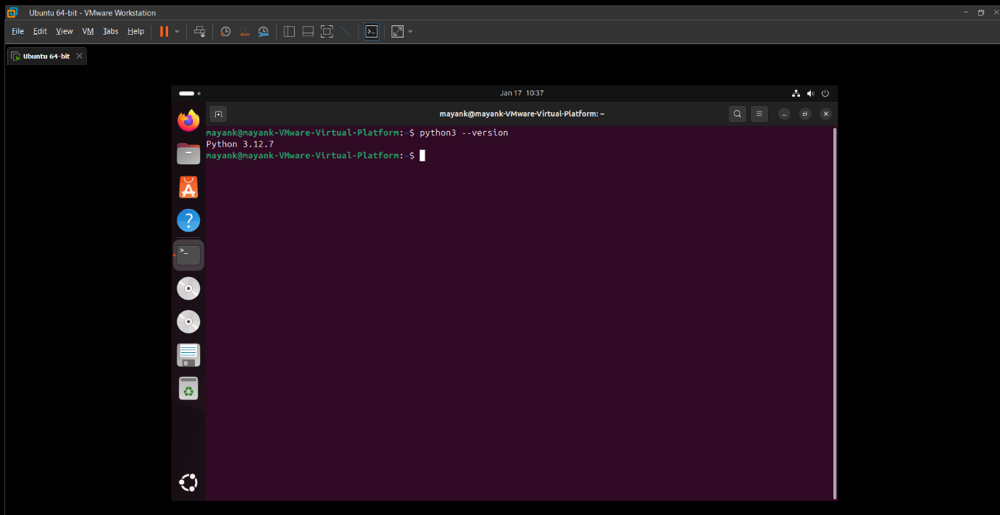 Ubuntu 64-bit - VMware Workstation
File Edit View VM Tabs Help
Ubuntu 64-bit
Jan 17 10:37
mayank@mayank-VMware-Virtual-Platform: ~
mayank@mayank-VMware-Virtual-Platform:~$ python3 --version
Python 3.12.7
mayank@mayank-VMware-Virtual-Platform:~$